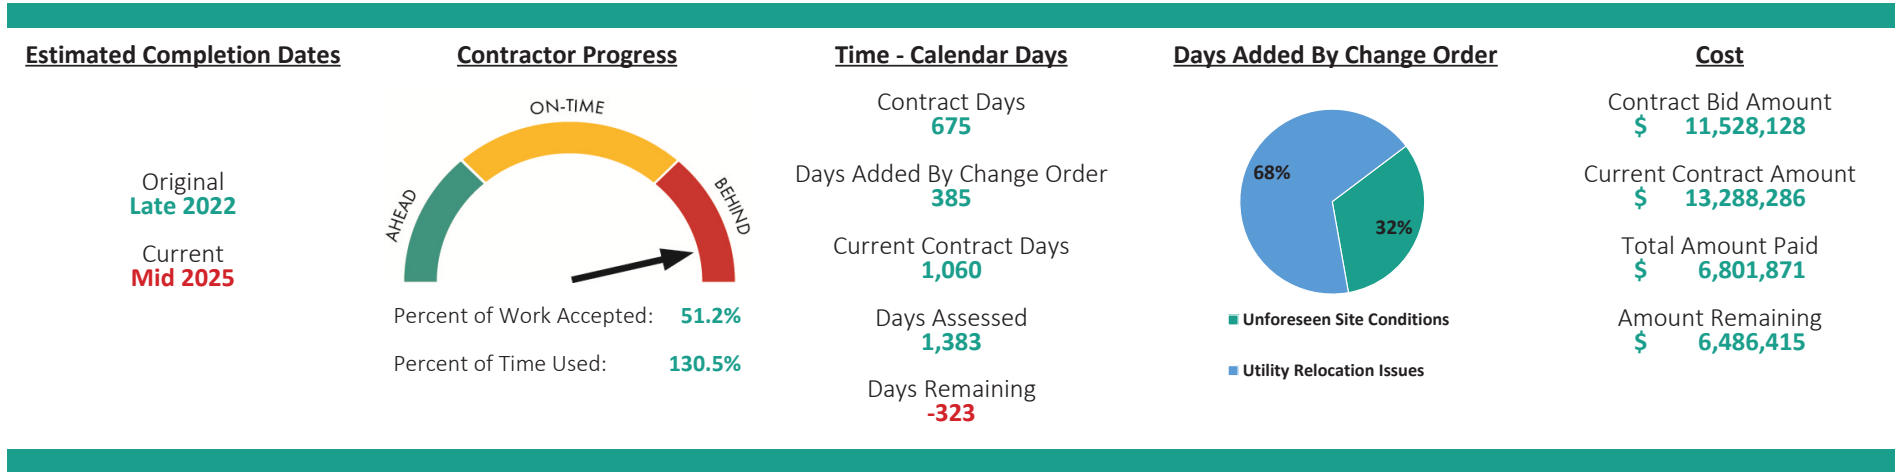 Estimated Completion Dates
Original
Late 2022
Current
Mid 2025
Contractor Progress
ON-TIME
AHEAD
BEHIND
Percent of Work Accepted: 51.2%
Percent of Time Used: 130.5%
Time - Calendar Days
Contract Days
675
Days Added By Change Order
385
Current Contract Days
1,060
Days Assessed
1,383
Days Remaining
-323
Days Added By Change Order
68%
32%
Unforeseen Site Conditions
Utility Relocation Issues
Cost
Contract Bid Amount
$ 11,528,128
Current Contract Amount
$ 13,288,286
Total Amount Paid
$ 6,801,871
Amount Remaining
$ 6,486,415